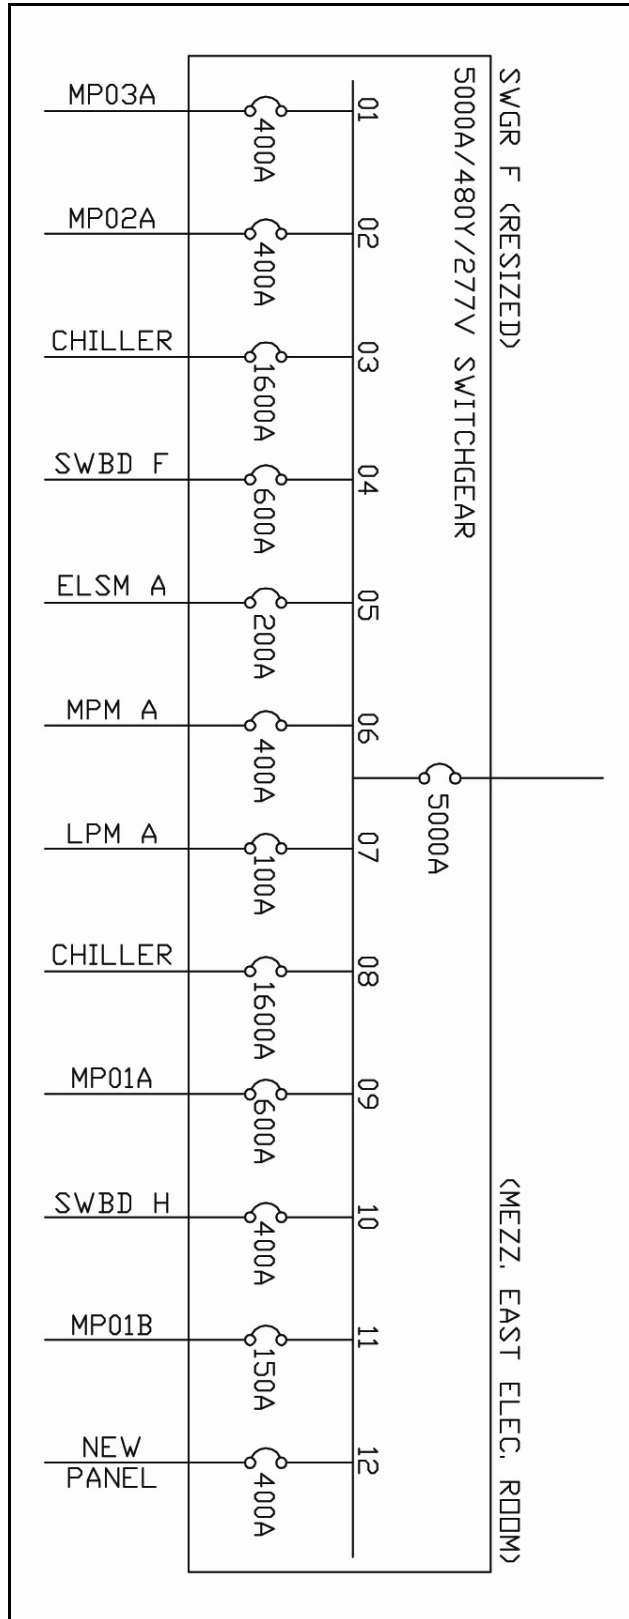 SWGR F (RESIZED)
(MEZZ. EAST ELEC. ROOM)
5000A/480Y/277V SWITCHGEAR
5000A
MP03A
400A
01
MP02A
400A
02
CHILLER
1600A
03
SWBD F
600A
04
ELSM A
200A
05
MPM A
400A
06
LPM A
100A
07
CHILLER
1600A
08
MP01A
600A
09
SWBD H
400A
10
MP01B
150A
11
NEW
PANEL
400A
12